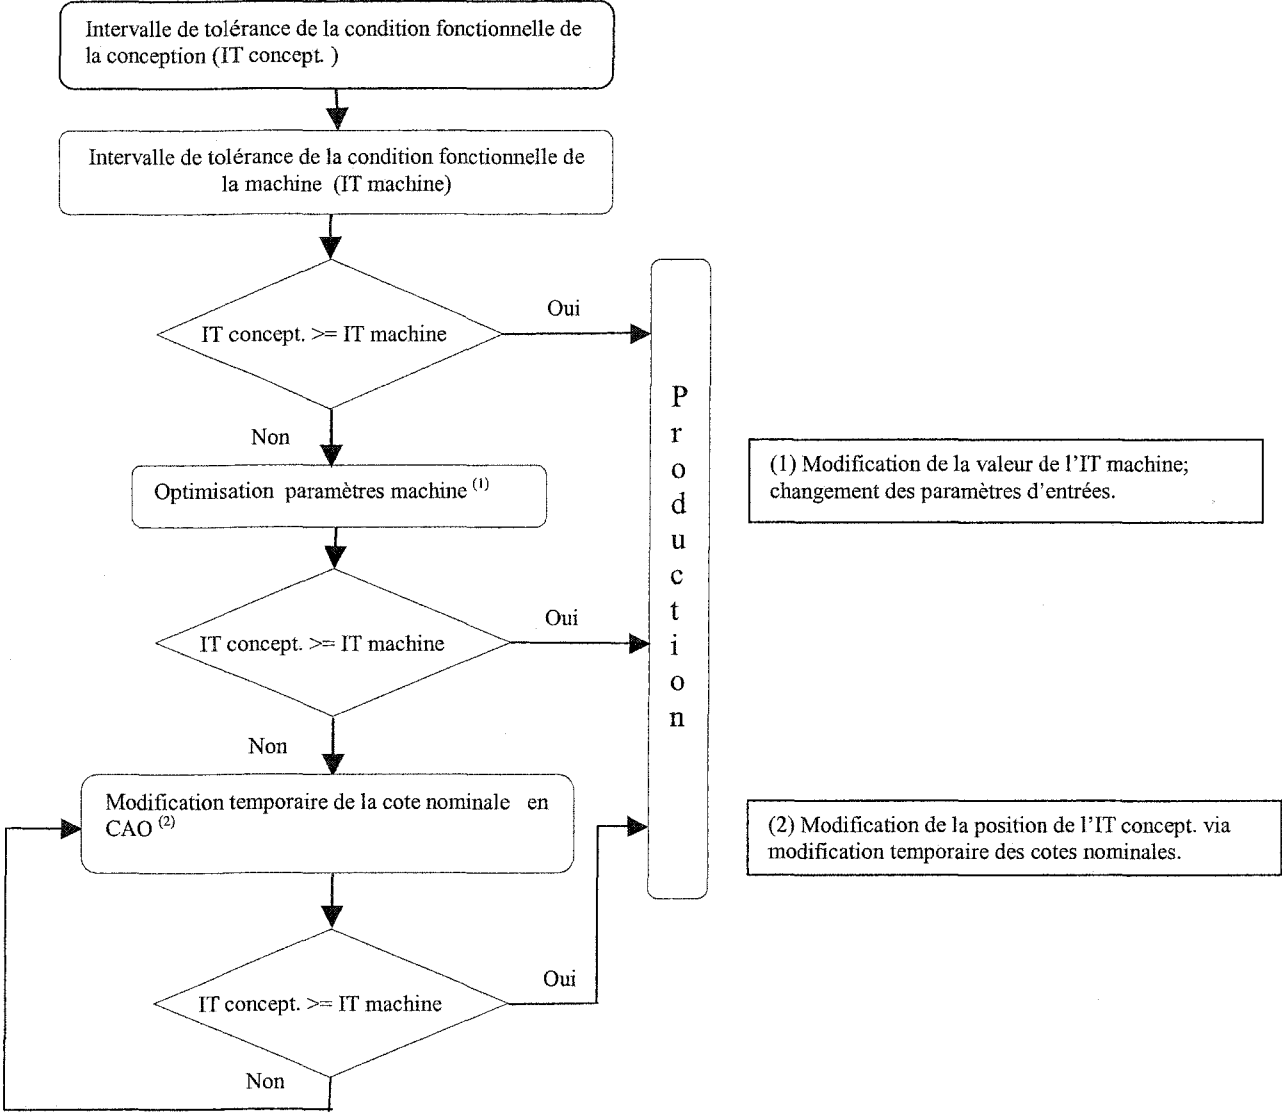 Intervalle de tolérance de la condition fonctionnelle de
la conception (IT concept. )
Intervalle de tolérance de la condition fonctionnelle de
la machine (IT machine)
IT concept. >= IT machine
Oui
Non
Optimisation paramètres machine (1)
IT concept. >= IT machine
Oui
Non
Modification temporaire de la cote nominale en
CAO (2)
IT concept. >= IT machine
Oui
Non
Production
(1) Modification de la valeur de l'IT machine;
changement des paramètres d'entrées.
(2) Modification de la position de l'IT concept. via
modification temporaire des cotes nominales.